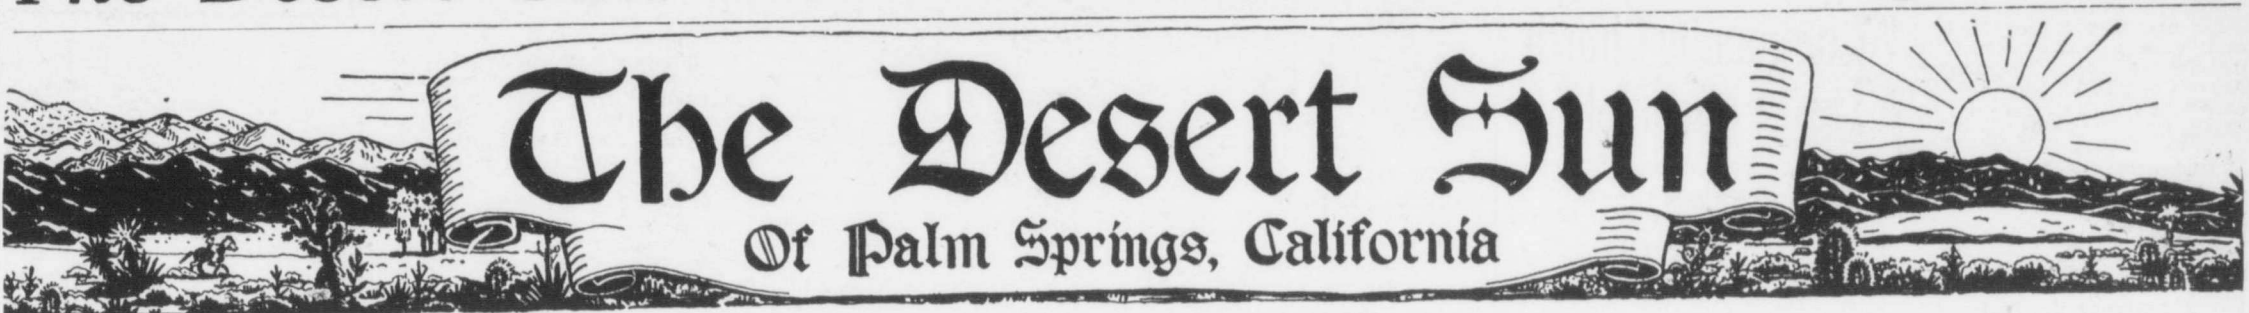 The Desert Sun
Of Palm Springs, California